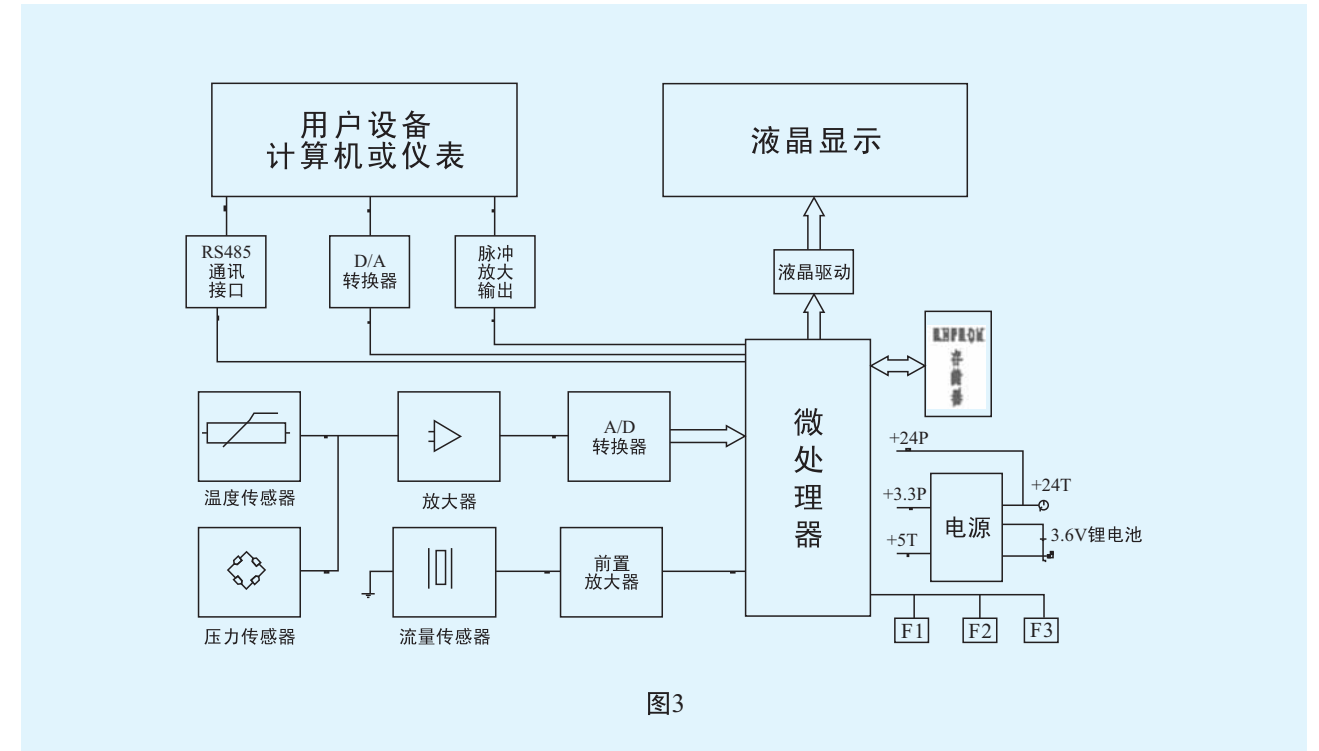 用户设备
计算机或仪表
液晶显示
RS485
通讯
接口
D/A
转换器
脉冲
放大
输出
液晶驱动
存
储
器
微
处
理
器
A/D
转换器
温度传感器
放大器
+24P
+24T
+3.3P
电源
+5T
3.6V锂电池
前置
放大器
压力传感器
流量传感器
F1
F2
F3
图3